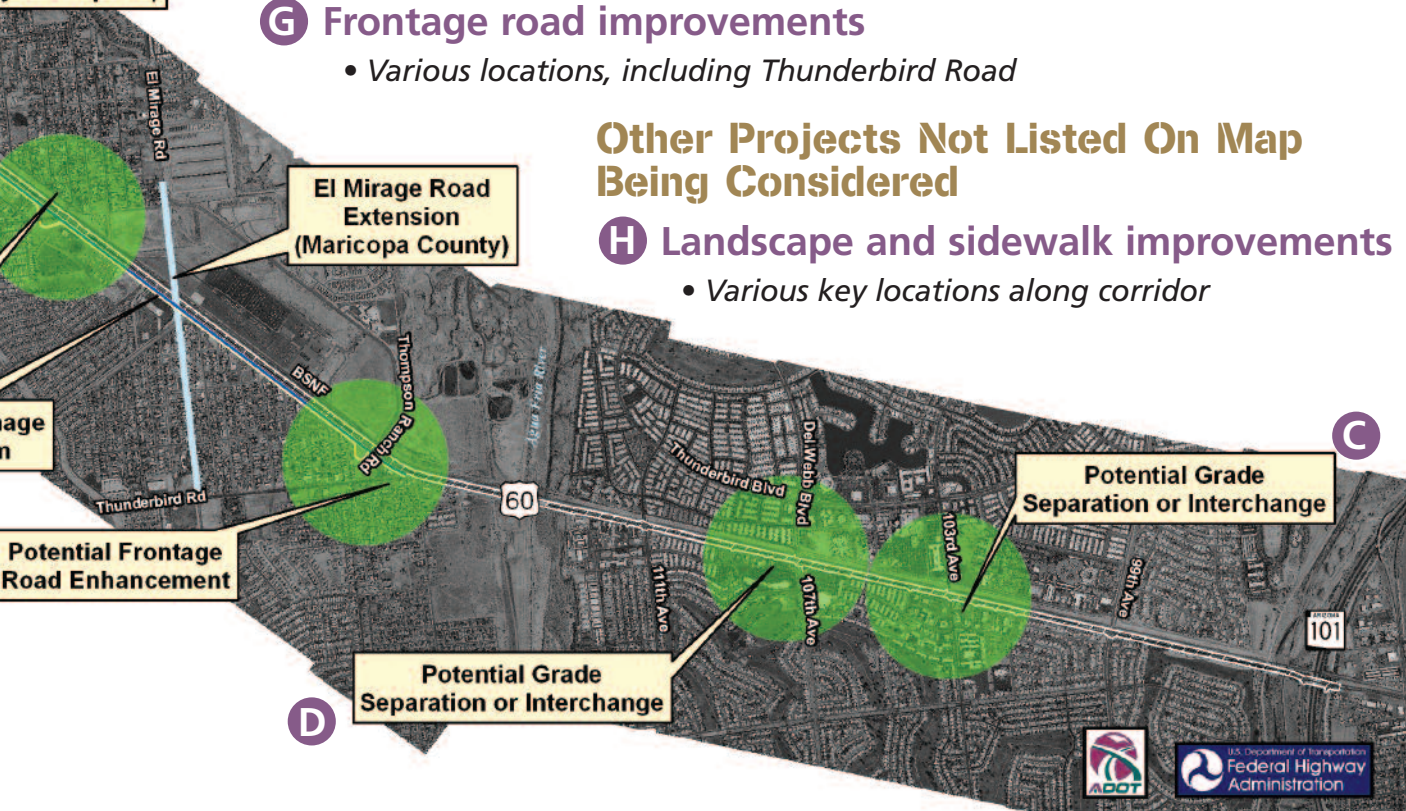 G Frontage road improvements
• Various locations, including Thunderbird Road
Other Projects Not Listed On Map
Being Considered
H Landscape and sidewalk improvements
• Various key locations along corridor
El Mirage Rd
El Mirage Road
Extension
(Maricopa County)
BSNF
Thompson Ranch Rd
Agua Fria River
Thunderbird Rd
Potential Frontage
Road Enhancement
60
Thunderbird Blvd
Del Webb Blvd
111th Ave
107th Ave
103rd Ave
99th Ave
C
Potential Grade
Separation or Interchange
ARIZONA
101
D
Potential Grade
Separation or Interchange
ADOT
U.S. Department of Transportation
Federal Highway
Administration